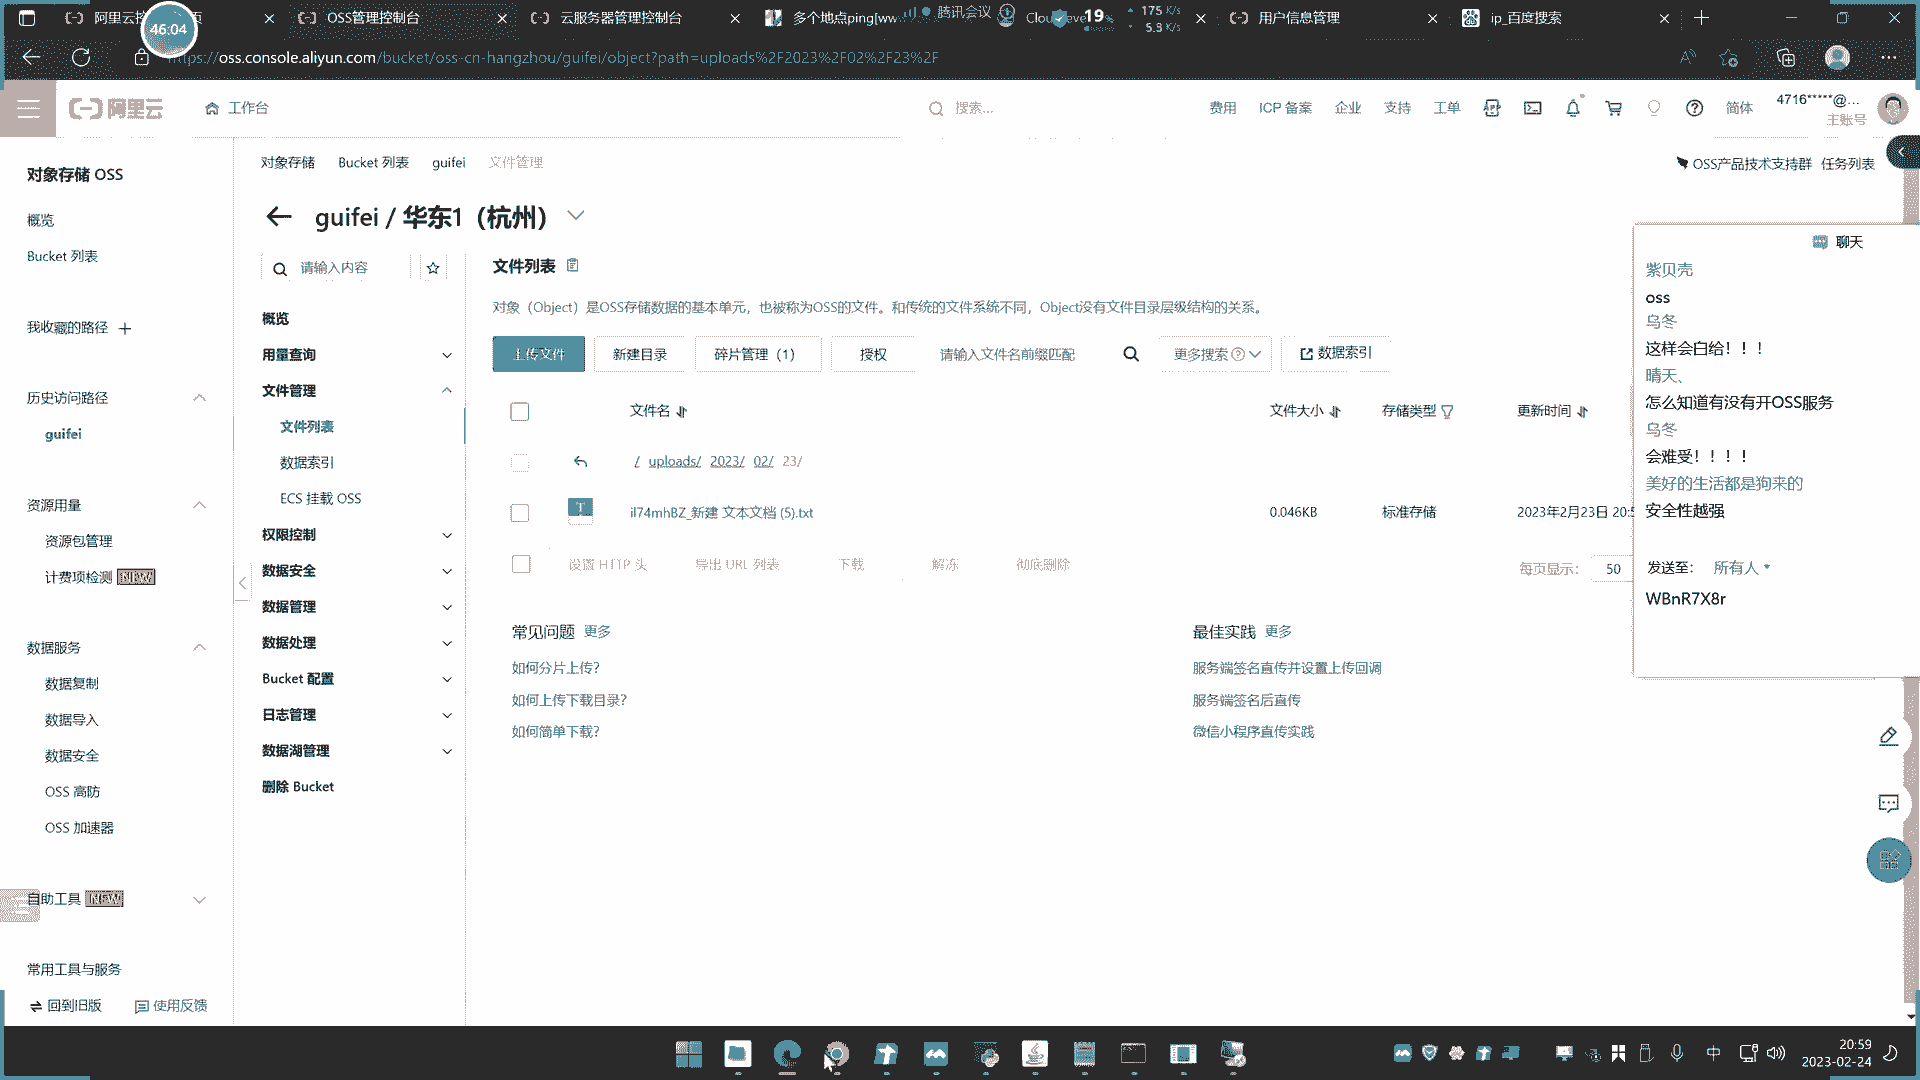 46:04
OSS管理控制台
云服务器管理控制台
多个地点ping[ww
腾讯会议
19%
175 K/s
5.3 K/s
用户信息管理
ip_百度搜索
oss.console.aliyun.com/bucket/oss-cn-hangzhou/guifei/object?path=uploads%2F2023%2F02%2F23%2F
阿里云
工作台
搜索...
费用
ICP 备案
企业
支持
工单
简体
4716*****@...
主账号
对象存储 OSS
概览
Bucket 列表
我收藏的路径
历史访问路径
guifei
资源用量
资源包管理
计费项检测 NEW
数据服务
数据复制
数据导入
数据安全
OSS 高防
OSS 加速器
自助工具 NEW
常用工具与服务
回到旧版
使用反馈
对象存储
Bucket 列表
guifei
文件管理
OSS产品技术支持群
任务列表
guifei / 华东1（杭州）
请输入内容
概览
用量查询
文件管理
文件列表
数据索引
ECS 挂载 OSS
权限控制
数据安全
数据管理
数据处理
Bucket 配置
日志管理
数据湖管理
删除 Bucket
文件列表
对象（Object）是OSS存储数据的基本单元，也被称为OSS的文件。和传统的文件系统不同，Object没有文件目录层级结构的关系。
上传文件
新建目录
碎片管理（1）
授权
请输入文件名前缀匹配
更多搜索
数据索引
文件名
文件大小
存储类型
更新时间
/ uploads/ 2023/ 02/ 23/
il74mhBZ_新建 文本文档 (5).txt
0.046KB
标准存储
2023年2月23日 20:5
设置 HTTP 头
导出 URL 列表
下载
解冻
彻底删除
每页显示：
50
常见问题 更多
如何分片上传?
如何上传下载目录?
如何简单下载?
最佳实践 更多
服务端签名直传并设置上传回调
服务端签名后直传
微信小程序直传实践
聊天
紫贝壳
oss
乌冬
这样会白给！！！
晴天、
怎么知道有没有开OSS服务
乌冬
会难受！！！！
美好的生活都是狗来的
安全性越强
发送至：
所有人
WBnR7X8r
中
20:59
2023-02-24